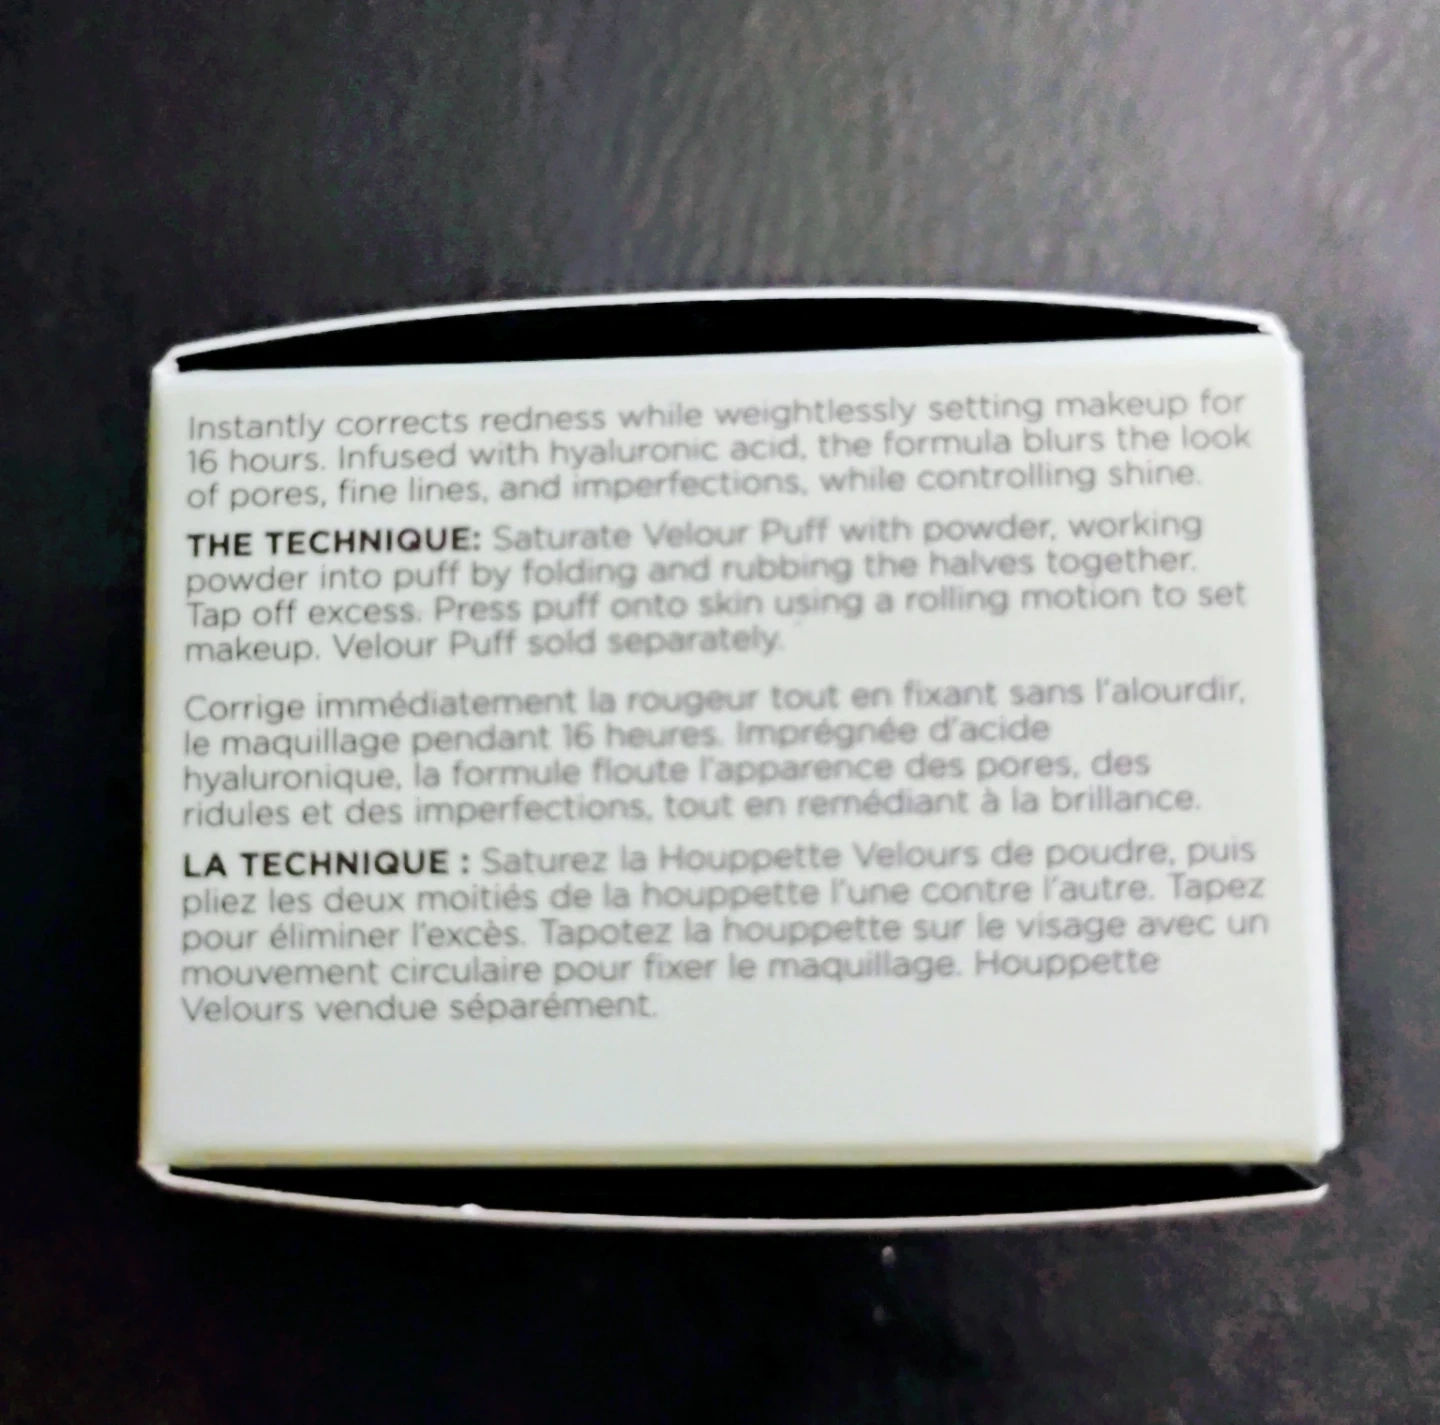 Instantly corrects redness while weightlessly setting makeup for
16 hours. Infused with hyaluronic acid, the formula blurs the look
of pores, fine lines, and imperfections, while controlling shine.
THE TECHNIQUE: Saturate Velour Puff with powder, working
powder into puff by folding and rubbing the halves together.
Tap off excess. Press puff onto skin using a rolling motion to set
makeup. Velour Puff sold separately.
Corrige immédiatement la rougeur tout en fixant sans l'alourdir,
le maquillage pendant 16 heures. Imprégnée d'acide
hyaluronique, la formule floute l'apparence des pores, des
ridules et des imperfections, tout en remédiant à la brillance.
LA TECHNIQUE : Saturez la Houppette Velours de poudre, puis
pliez les deux moitiés de la houppette l'une contre l'autre. Tapez
pour éliminer l'excès. Tapotez la houppette sur le visage avec un
mouvement circulaire pour fixer le maquillage. Houppette
Velours vendue séparément.